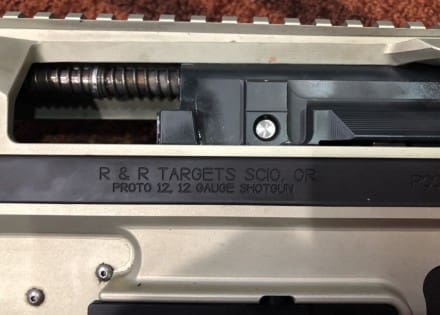 R & R TARGETS SCIO, OR
PROTO 12, 12 GAUGE SHOTGUN